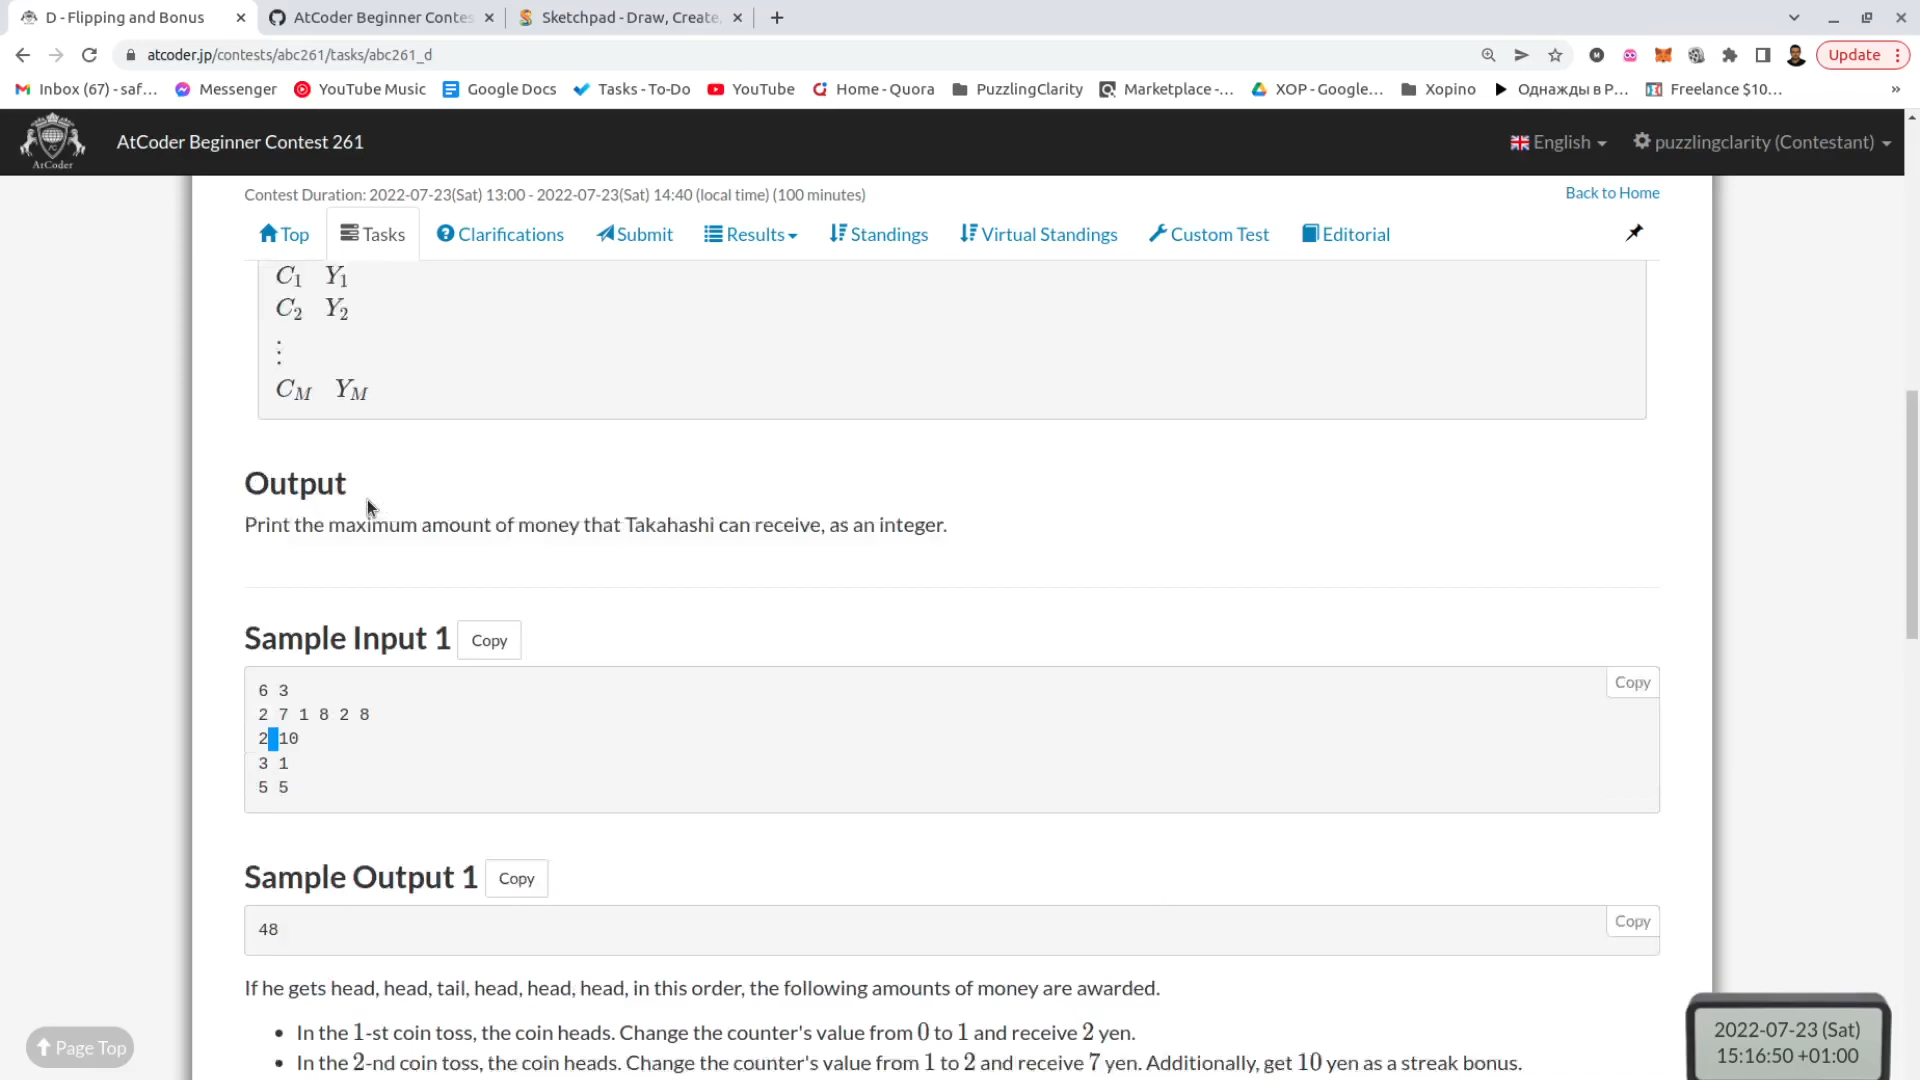 D - Flipping and Bonus
AtCoder Beginner Contes
Sketchpad - Draw, Create,
atcoder.jp/contests/abc261/tasks/abc261_d
Update
Inbox (67) - saf... Messenger YouTube Music Google Docs Tasks - To-Do YouTube Home - Quora PuzzlingClarity Marketplace -... XOP - Google... Xopino Однажды в Р... Freelance $10... »
AtCoder
AtCoder Beginner Contest 261
English
puzzlingclarity (Contestant)
Contest Duration: 2022-07-23(Sat) 13:00 - 2022-07-23(Sat) 14:40 (local time) (100 minutes)
Back to Home
Top Tasks Clarifications Submit Results Standings Virtual Standings Custom Test Editorial
C1 Y1
C2 Y2
⋮
CM YM
Output
Print the maximum amount of money that Takahashi can receive, as an integer.
Sample Input 1 Copy
Copy
6 3
2 7 1 8 2 8
2 10
3 1
5 5
Sample Output 1 Copy
Copy
48
If he gets head, head, tail, head, head, head, in this order, the following amounts of money are awarded.
• In the 1-st coin toss, the coin heads. Change the counter's value from 0 to 1 and receive 2 yen.
• In the 2-nd coin toss, the coin heads. Change the counter's value from 1 to 2 and receive 7 yen. Additionally, get 10 yen as a streak bonus.
Page Top
2022-07-23 (Sat)
15:16:50 +01:00